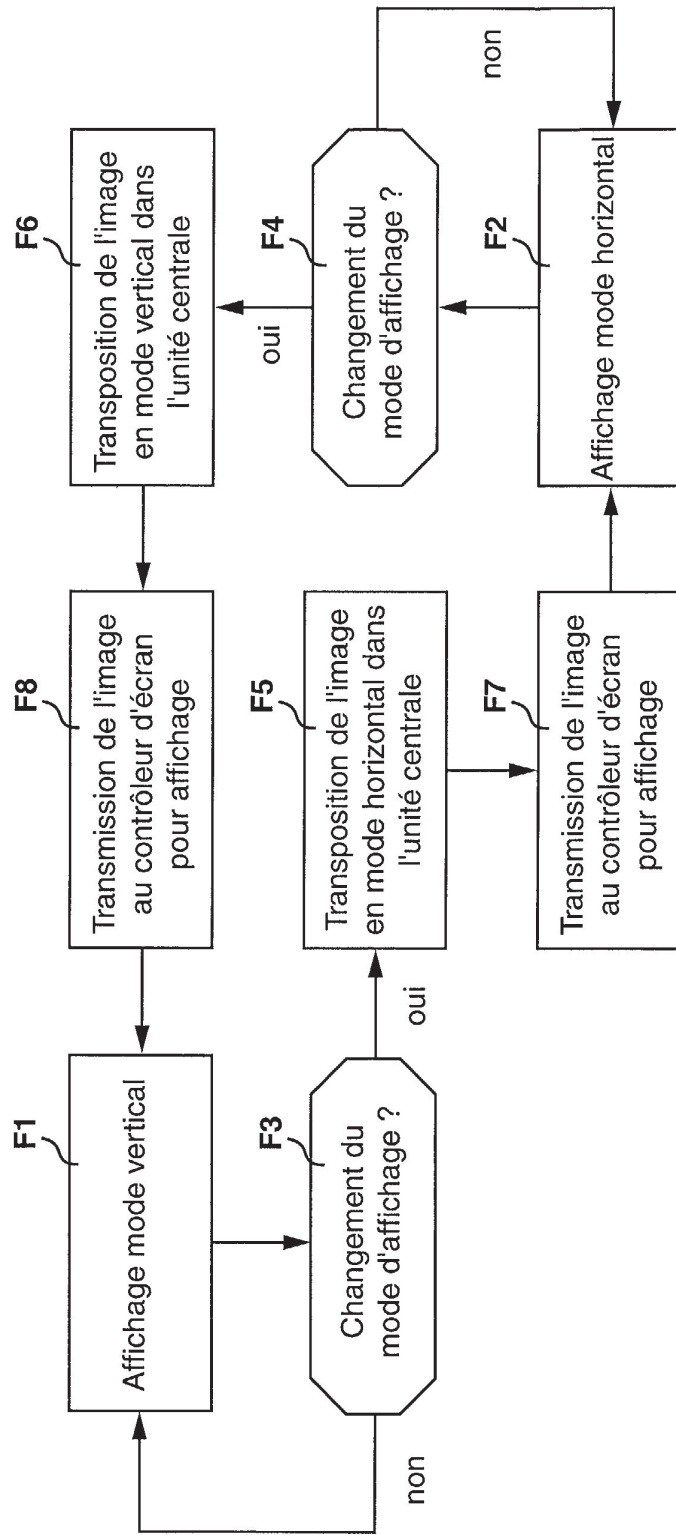 F1
Affichage mode vertical
F8
Transmission de l'image
au contrôleur d'écran
pour affichage
F6
Transposition de l'image
en mode vertical dans
l'unité centrale
F3
Changement du
mode d'affichage ?
non
oui
F5
Transposition de l'image
en mode horizontal dans
l'unité centrale
F4
Changement du
mode d'affichage ?
oui
non
F7
Transmission de l'image
au contrôleur d'écran
pour affichage
F2
Affichage mode horizontal